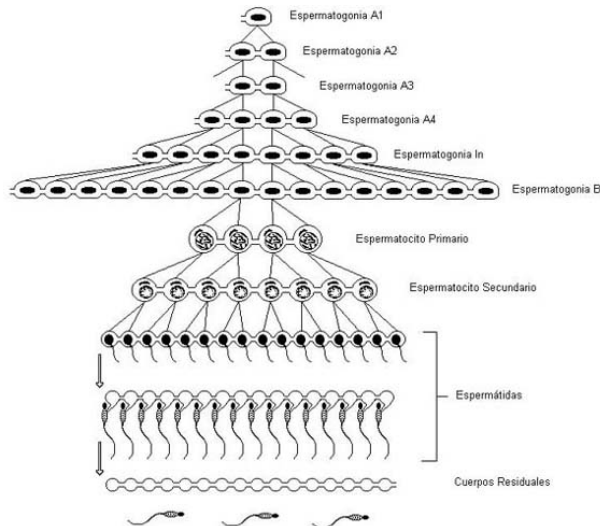 Espermatogonia A1
Espermatogonia A2
Espermatogonia A3
Espermatogonia A4
Espermatogonia In
Espermatogonia B
Espermatocito Primario
Espermatocito Secundario
Espermátidas
Cuerpos Residuales